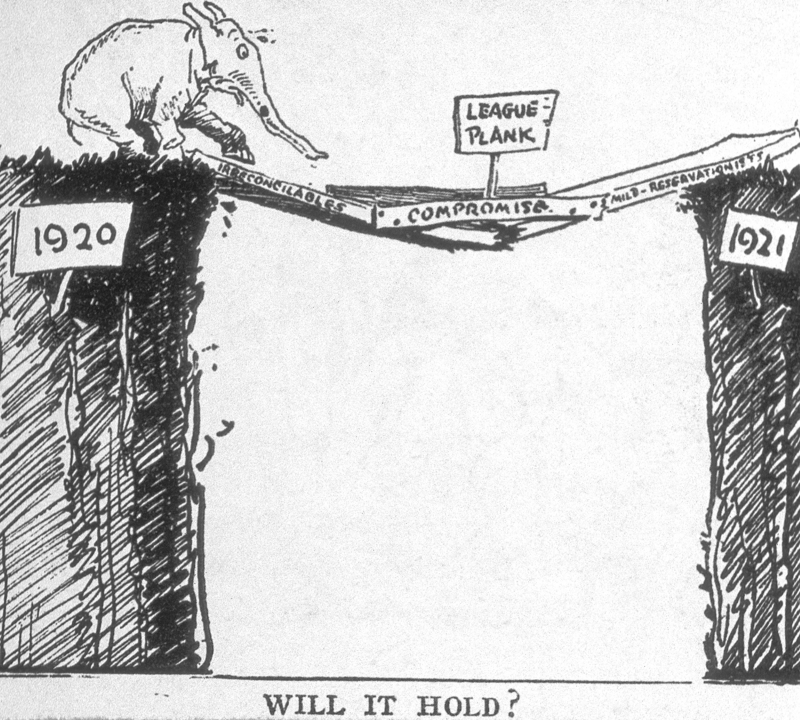 LEAGUE
PLANK
IRRECONCILABLES
COMPROMISE.
MILD-RESERVATIONISTS
1920
1921
WILL IT HOLD?